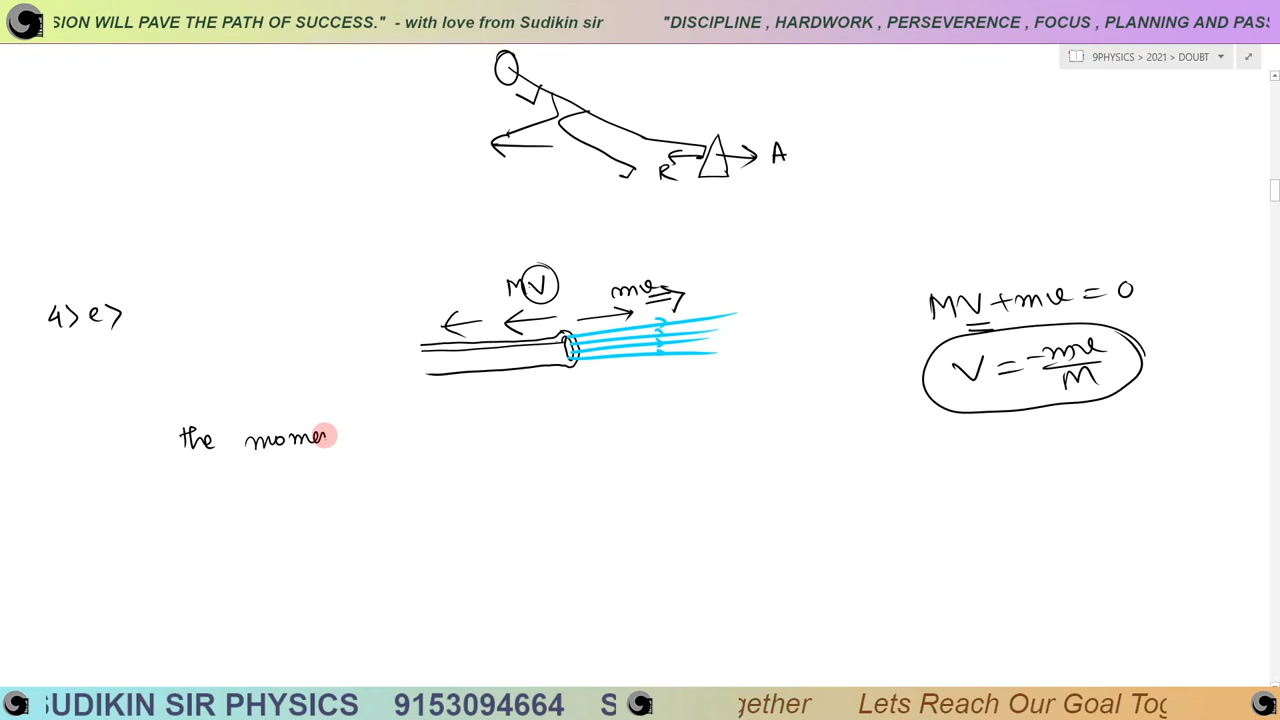 SION WILL PAVE THE PATH OF SUCCESS." - with love from Sudikin sir "DISCIPLINE , HARDWORK , PERSEVERENCE , FOCUS , PLANNING AND PASS
9PHYSICS > 2021 > DOUBT
R A
MV mv
MV + mv = 0
4> e>
V = -mv/M
the mome
SUDIKIN SIR PHYSICS 9153094664 S gether Lets Reach Our Goal Tog